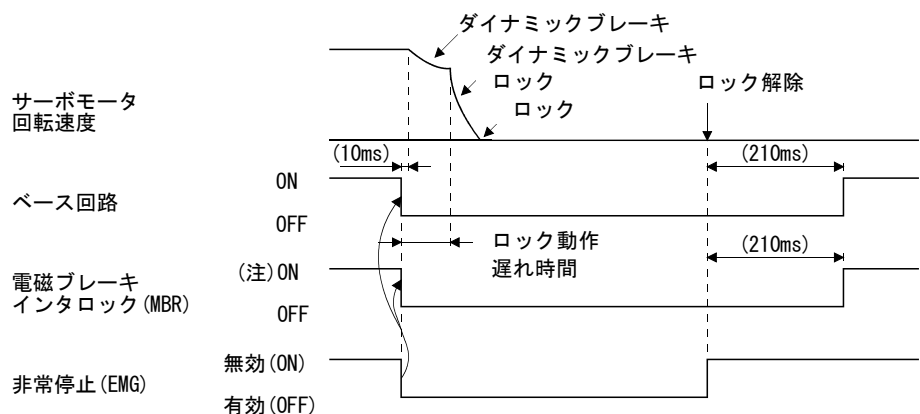 ダイナミックブレーキ
ダイナミックブレーキ
ロック
ロック
ロック解除
サーボモータ
回転速度
(10ms)
(210ms)
ON
ベース回路
OFF
ロック動作
遅れ時間
(210ms)
(注)ON
電磁ブレーキ
インタロック(MBR)
OFF
無効(ON)
非常停止(EMG)
有効(OFF)